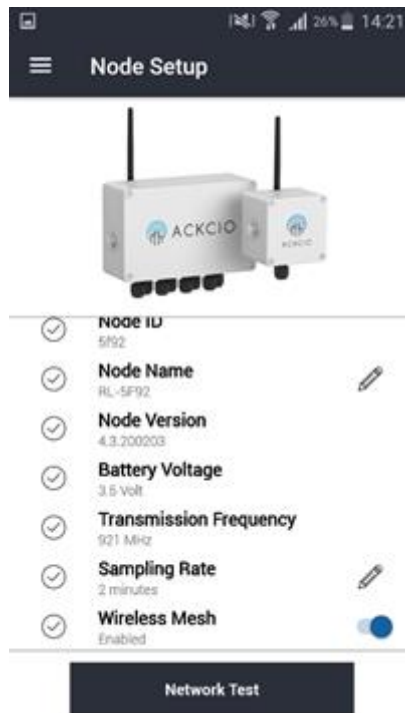 26% 14:21
Node Setup
ACKCIO
ACKCIO
Node ID
5f92
Node Name
RL-5F92
Node Version
4.3.200203
Battery Voltage
3.5 Volt
Transmission Frequency
921 MHz
Sampling Rate
2 minutes
Wireless Mesh
Enabled
Network Test